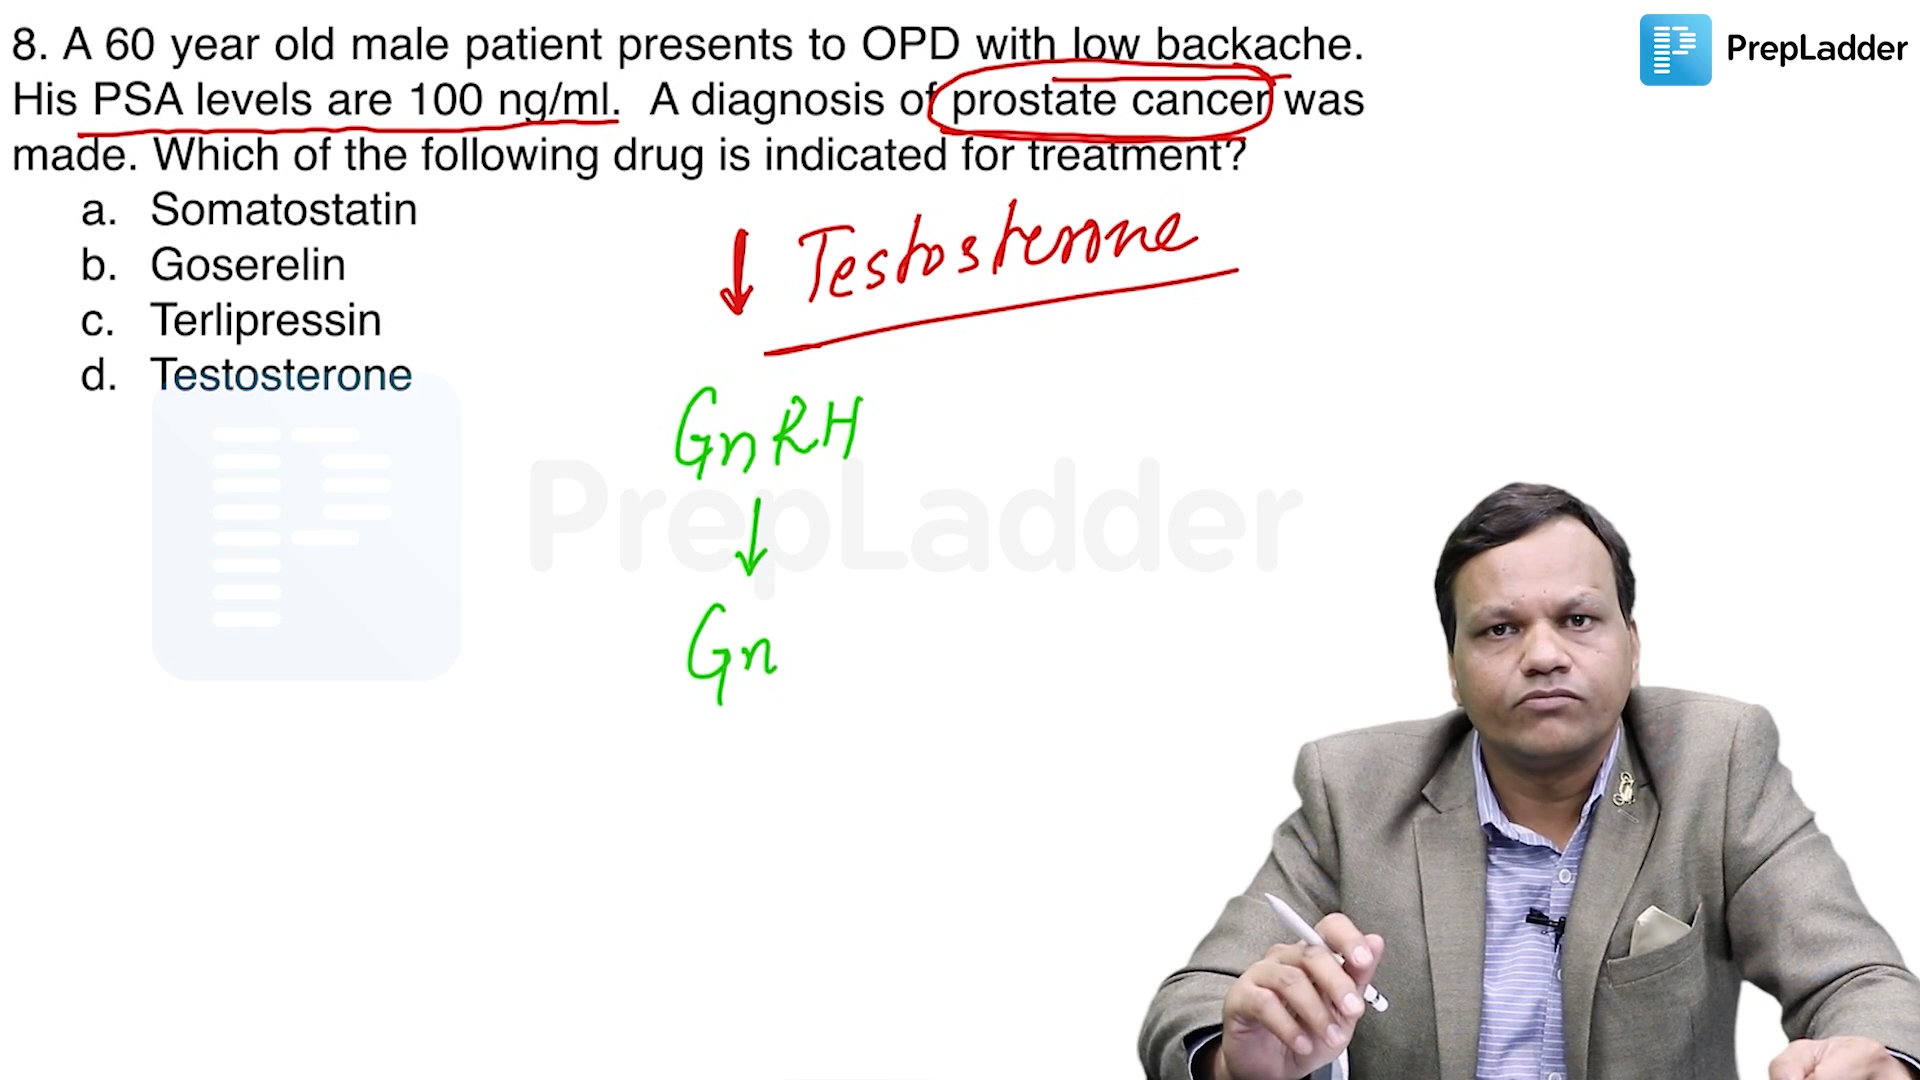 8. A 60 year old male patient presents to OPD with low backache.
His PSA levels are 100 ng/ml. A diagnosis of prostate cancer was
made. Which of the following drug is indicated for treatment?
a. Somatostatin
b. Goserelin
c. Terlipressin
d. Testosterone
PrepLadder
↓ Testosterone
GnRH
↓
Gn
PrepLadder